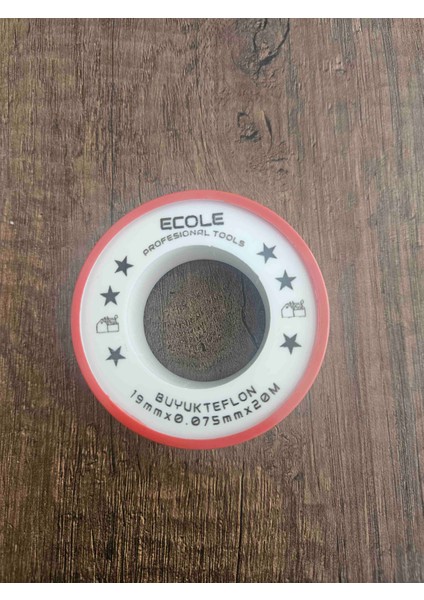 ECOLE
PROFESIONAL TOOLS
BUYUKTEFLON
19mmx0.075mmx20M